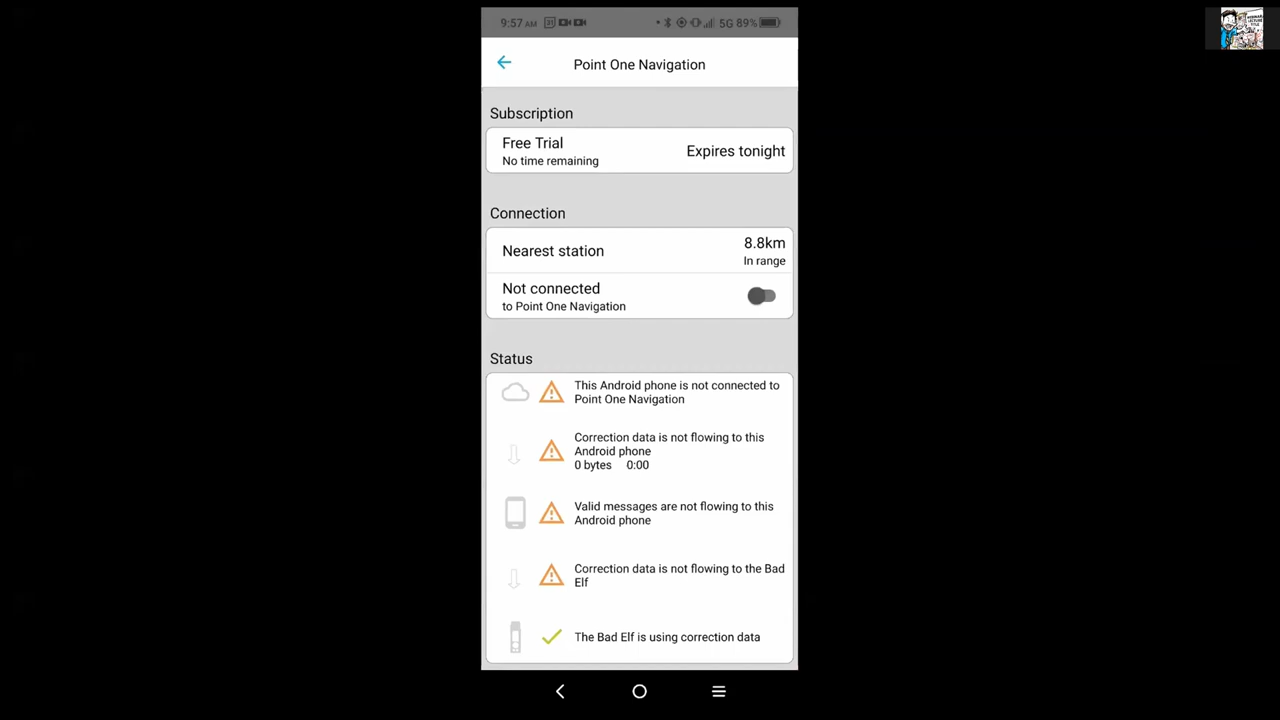 9:57 AM 31 5G 89%
Point One Navigation
Subscription
Free Trial
No time remaining
Expires tonight
Connection
Nearest station
8.8km
In range
Not connected
to Point One Navigation
Status
This Android phone is not connected to
Point One Navigation
Correction data is not flowing to this
Android phone
0 bytes 0:00
Valid messages are not flowing to this
Android phone
Correction data is not flowing to the Bad
Elf
The Bad Elf is using correction data